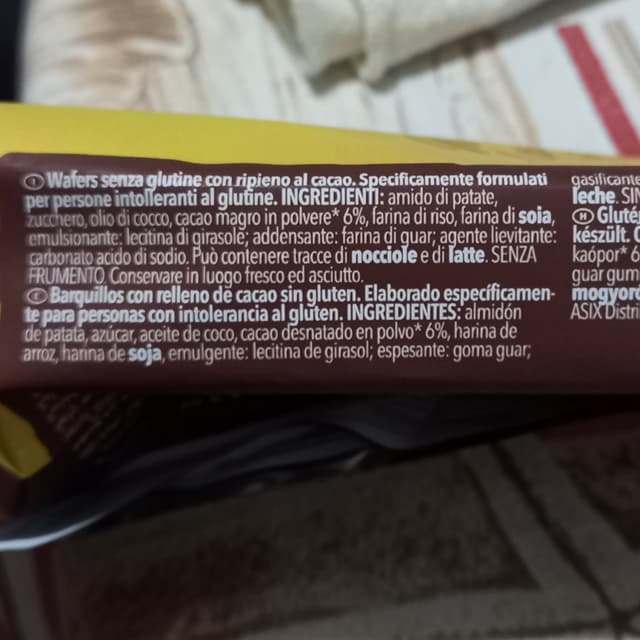 I Wafers senza glutine con ripieno al cacao. Specificamente formulati
per persone intolleranti al glutine. INGREDIENTI: amido di patate,
zucchero, olio di cocco, cacao magro in polvere* 6%, farina di riso, farina di soia,
emulsionante: lecitina di girasole; addensante: farina di guar; agente lievitante:
carbonato acido di sodio. Può contenere tracce di nocciole e di latte. SENZA
FRUMENTO. Conservare in luogo fresco ed asciutto.
E Barquillos con relleno de cacao sin gluten. Elaborado específicamen-
te para personas con intolerancia al gluten. INGREDIENTES: almidón
de patata, azúcar, aceite de coco, cacao desnatado en polvo* 6%, harina de
arroz, harina de soja, emulgente: lecitina de girasol; espesante: goma guar;
gasificante
leche. SIN
H Gluté
készült.
kaópor* 6
guar gum
mogyoró
ASIX Distri